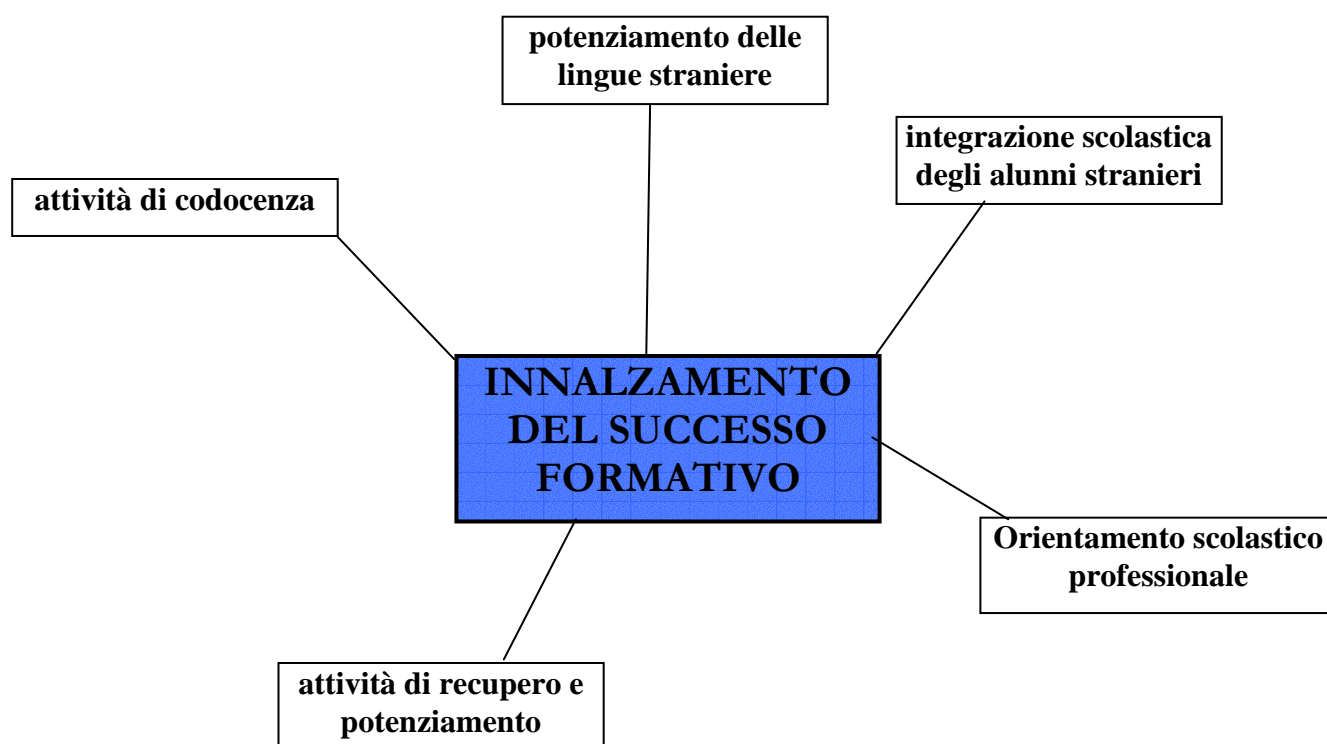 potenziamento delle
lingue straniere
integrazione scolastica
degli alunni stranieri
attività di codocenza
INNALZAMENTO
DEL SUCCESSO
FORMATIVO
Orientamento scolastico
professionale
attività di recupero e
potenziamento